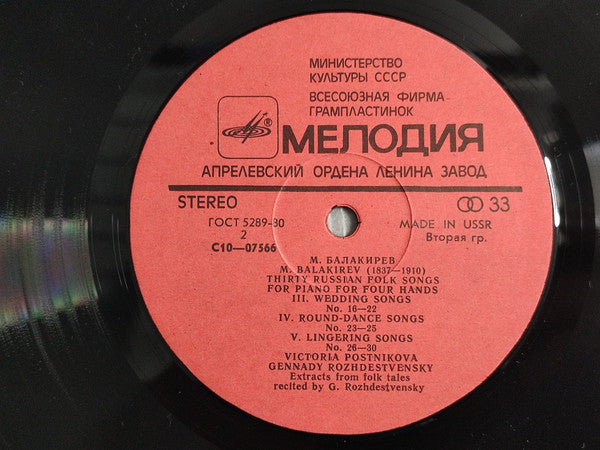 МИНИСТЕРСТВО
КУЛЬТУРЫ СССР
ВСЕСОЮЗНАЯ ФИРМА
ГРАМПЛАСТИНОК
® МЕЛОДИЯ
АПРЕЛЕВСКИЙ ОРДЕНА ЛЕНИНА ЗАВОД
STEREO 33
ГОСТ 5289-80 MADE IN USSR
2 Вторая гр.
С10—07566
М. БАЛАКИРЕВ
M. BALAKIREV (1837—1910)
THIRTY RUSSIAN FOLK SONGS
FOR PIANO FOR FOUR HANDS
III. WEDDING SONGS
No. 16—22
IV. ROUND-DANCE SONGS
No. 23—25
V. LINGERING SONGS
No. 26—30
VICTORIA POSTNIKOVA
GENNADY ROZHDESTVENSKY
Extracts from folk tales
recited by G. Rozhdestvensky